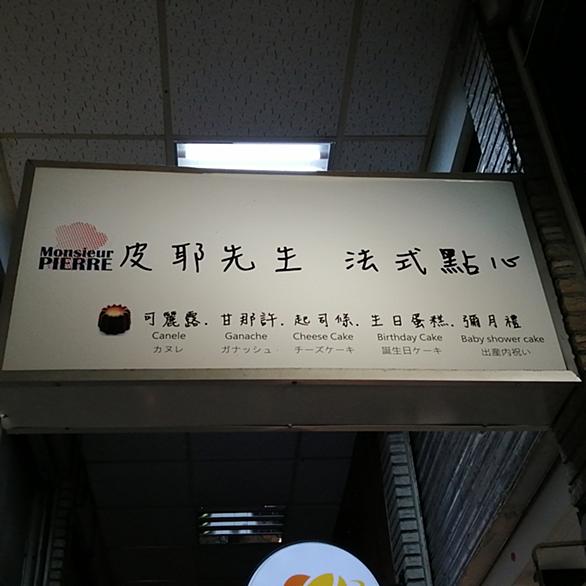 Monsieur
PIERRE
皮耶先生 法式點心
可麗露.甘那許.起司條.生日蛋糕.彌月禮
Canele Ganache Cheese Cake Birthday Cake Baby shower cake
カヌレ ガナッシュ チーズケーキ 誕生日ケーキ 出産内祝い